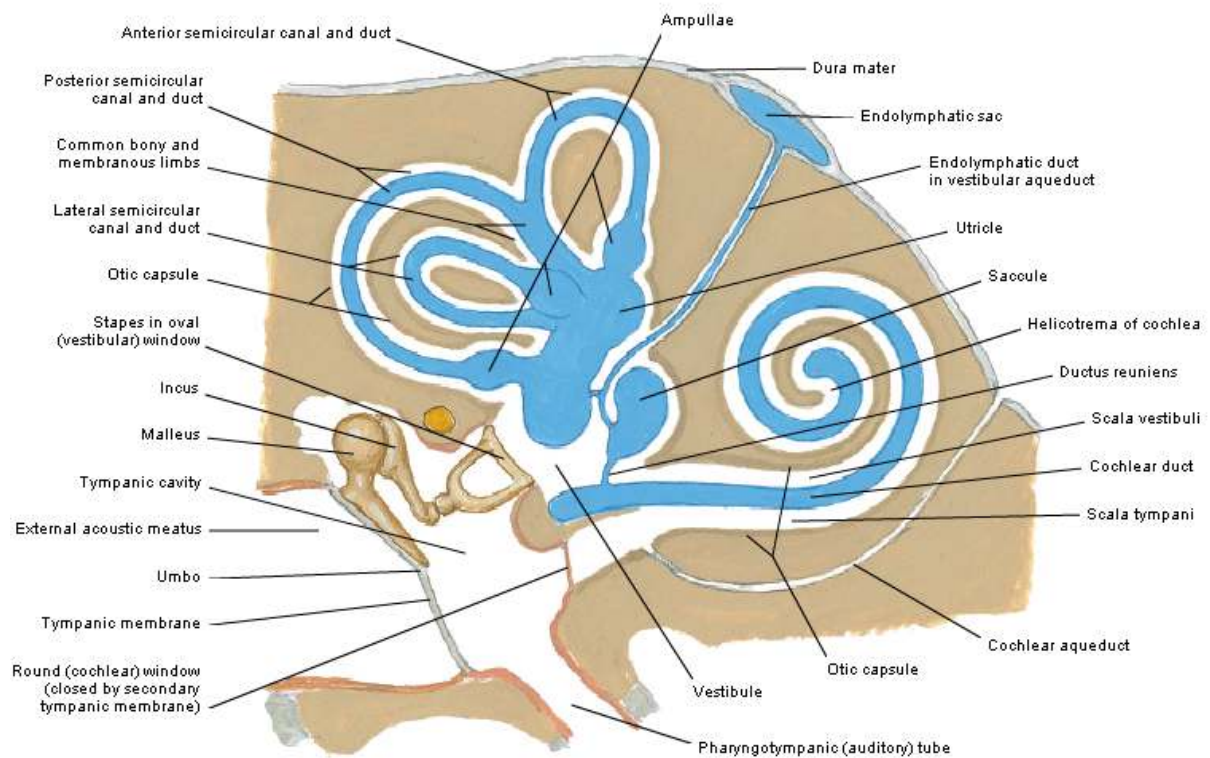 Anterior semicircular canal and duct
Posterior semicircular
canal and duct
Common bony and
membranous limbs
Lateral semicircular
canal and duct
Otic capsule
Stapes in oval
(vestibular) window
Incus
Malleus
Tympanic cavity
External acoustic meatus
Umbo
Tympanic membrane
Round (cochlear) window
(closed by secondary
tympanic membrane)
Ampullae
Dura mater
Endolymphatic sac
Endolymphatic duct
in vestibular aqueduct
Utricle
Saccule
Helicotrema of cochlea
Ductus reuniens
Scala vestibuli
Cochlear duct
Scala tympani
Cochlear aqueduct
Otic capsule
Vestibule
Pharyngotympanic (auditory) tube